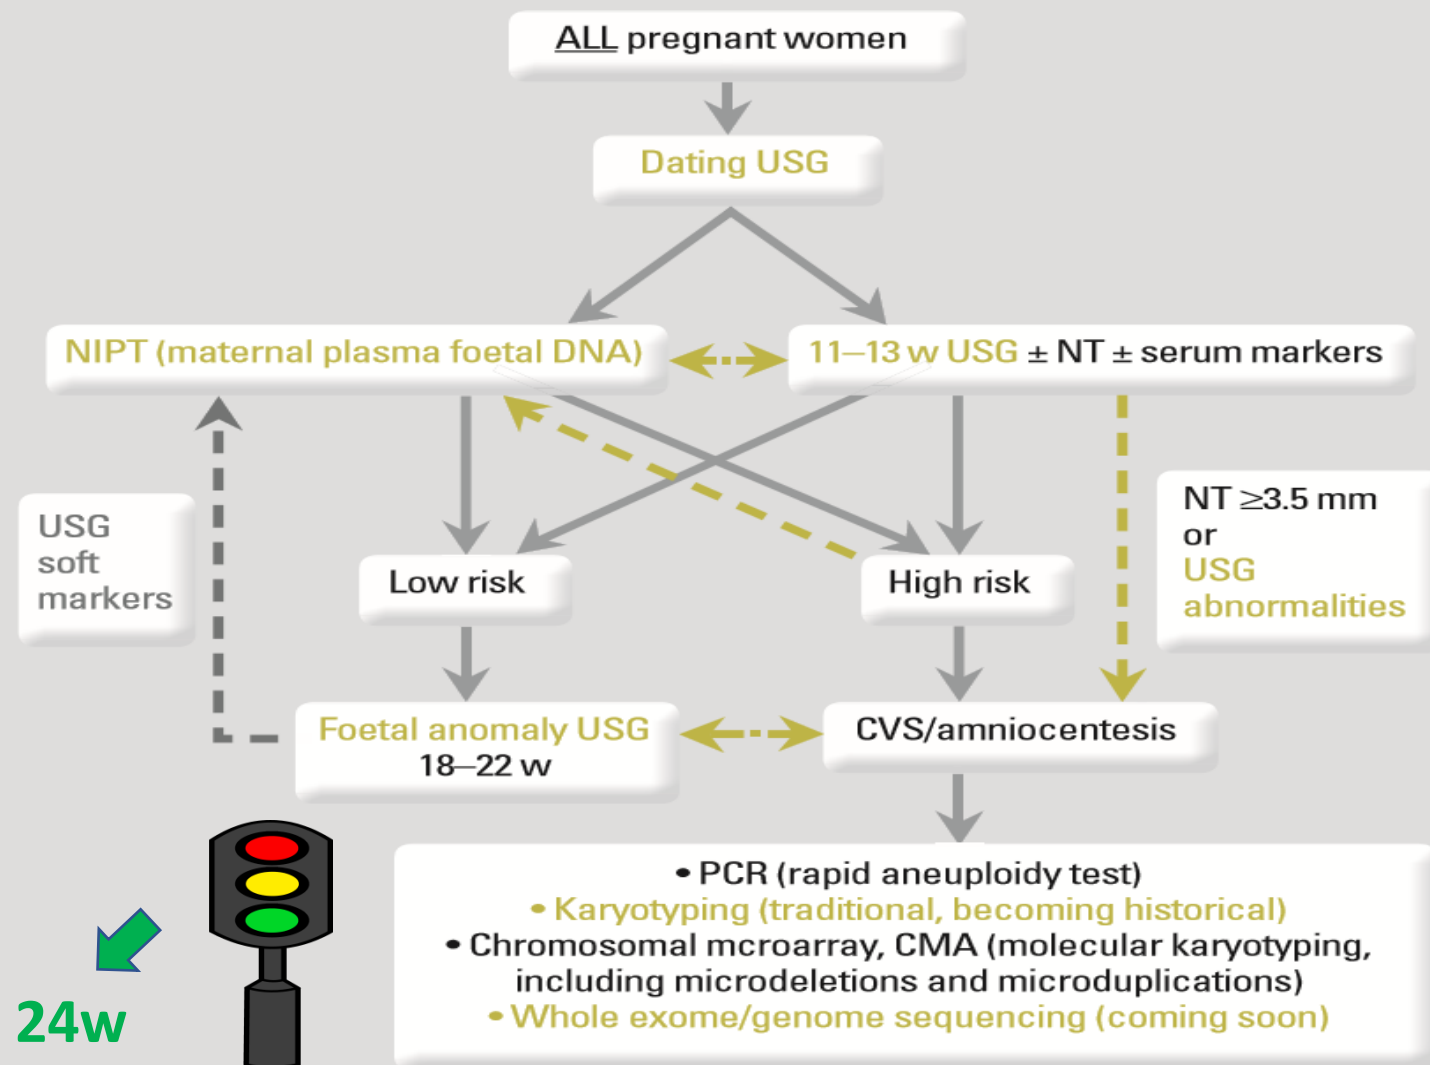 ALL pregnant women
Dating USG
NIPT (maternal plasma foetal DNA)
11–13 w USG ± NT ± serum markers
USG
soft
markers
NT ≥3.5 mm
or
USG
abnormalities
Low risk
High risk
Foetal anomaly USG
18–22 w
CVS/amniocentesis
• PCR (rapid aneuploidy test)
• Karyotyping (traditional, becoming historical)
• Chromosomal mcroarray, CMA (molecular karyotyping,
including microdeletions and microduplications)
• Whole exome/genome sequencing (coming soon)
24w